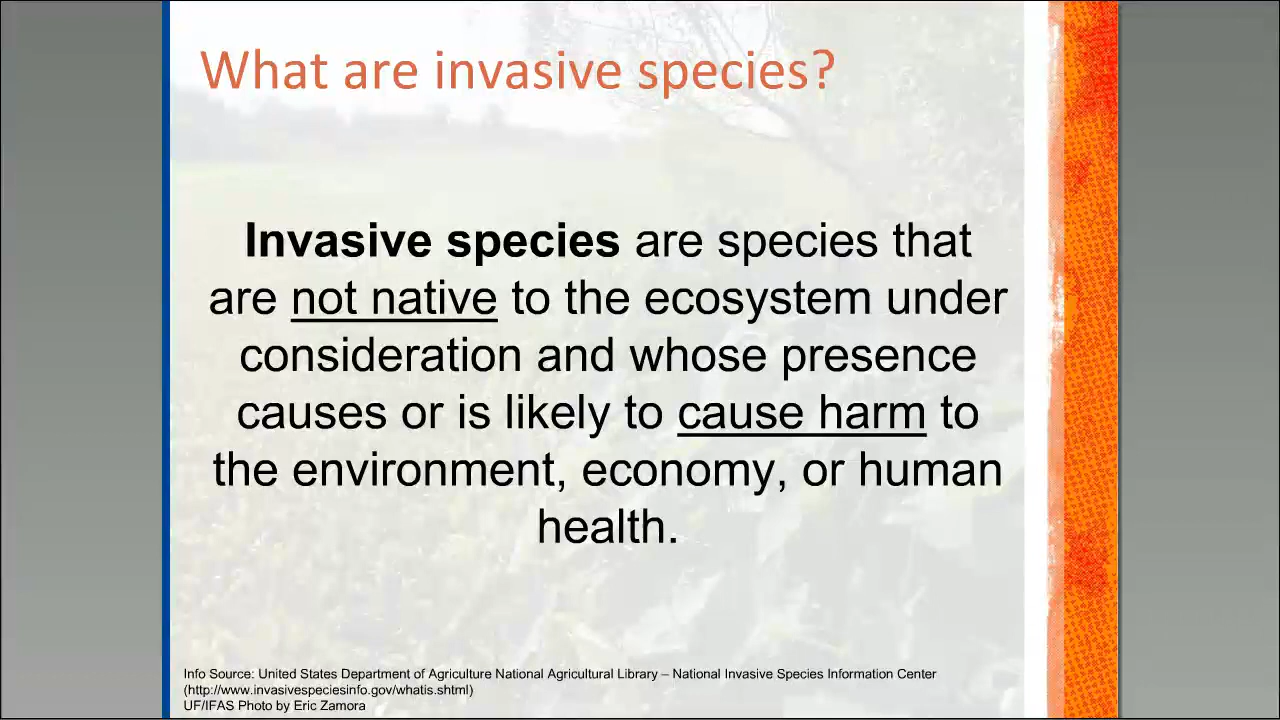 What are invasive species?
Invasive species are species that
are not native to the ecosystem under
consideration and whose presence
causes or is likely to cause harm to
the environment, economy, or human
health.
Info Source: United States Department of Agriculture National Agricultural Library – National Invasive Species Information Center
(http://www.invasivespeciesinfo.gov/whatis.shtml)
UF/IFAS Photo by Eric Zamora